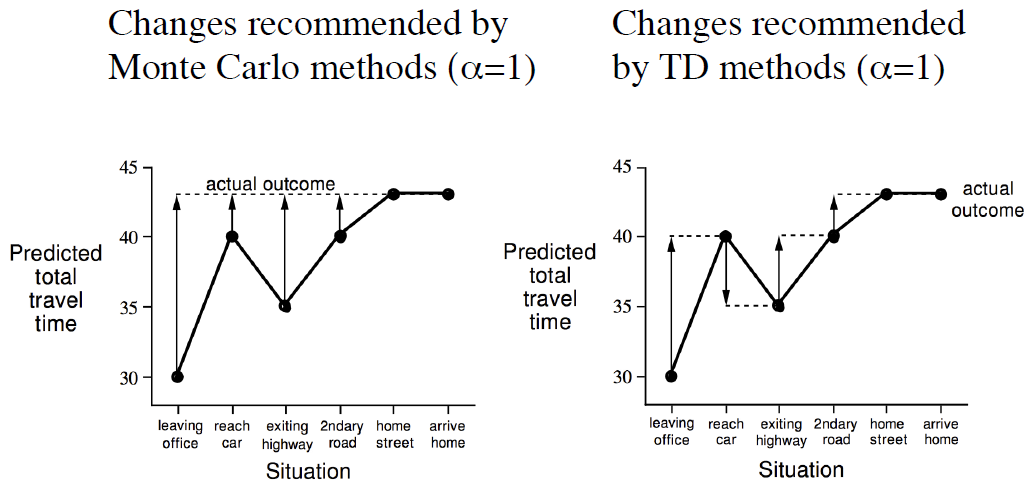 Changes recommended by
Monte Carlo methods (α=1)
Changes recommended
by TD methods (α=1)
45
40
35
30
actual outcome
Predicted
total
travel
time
leaving
office
reach
car
exiting
highway
2ndary
road
home
street
arrive
home
Situation
45
40
35
30
actual
outcome
Predicted
total
travel
time
leaving
office
reach
car
exiting
highway
2ndary
road
home
street
arrive
home
Situation